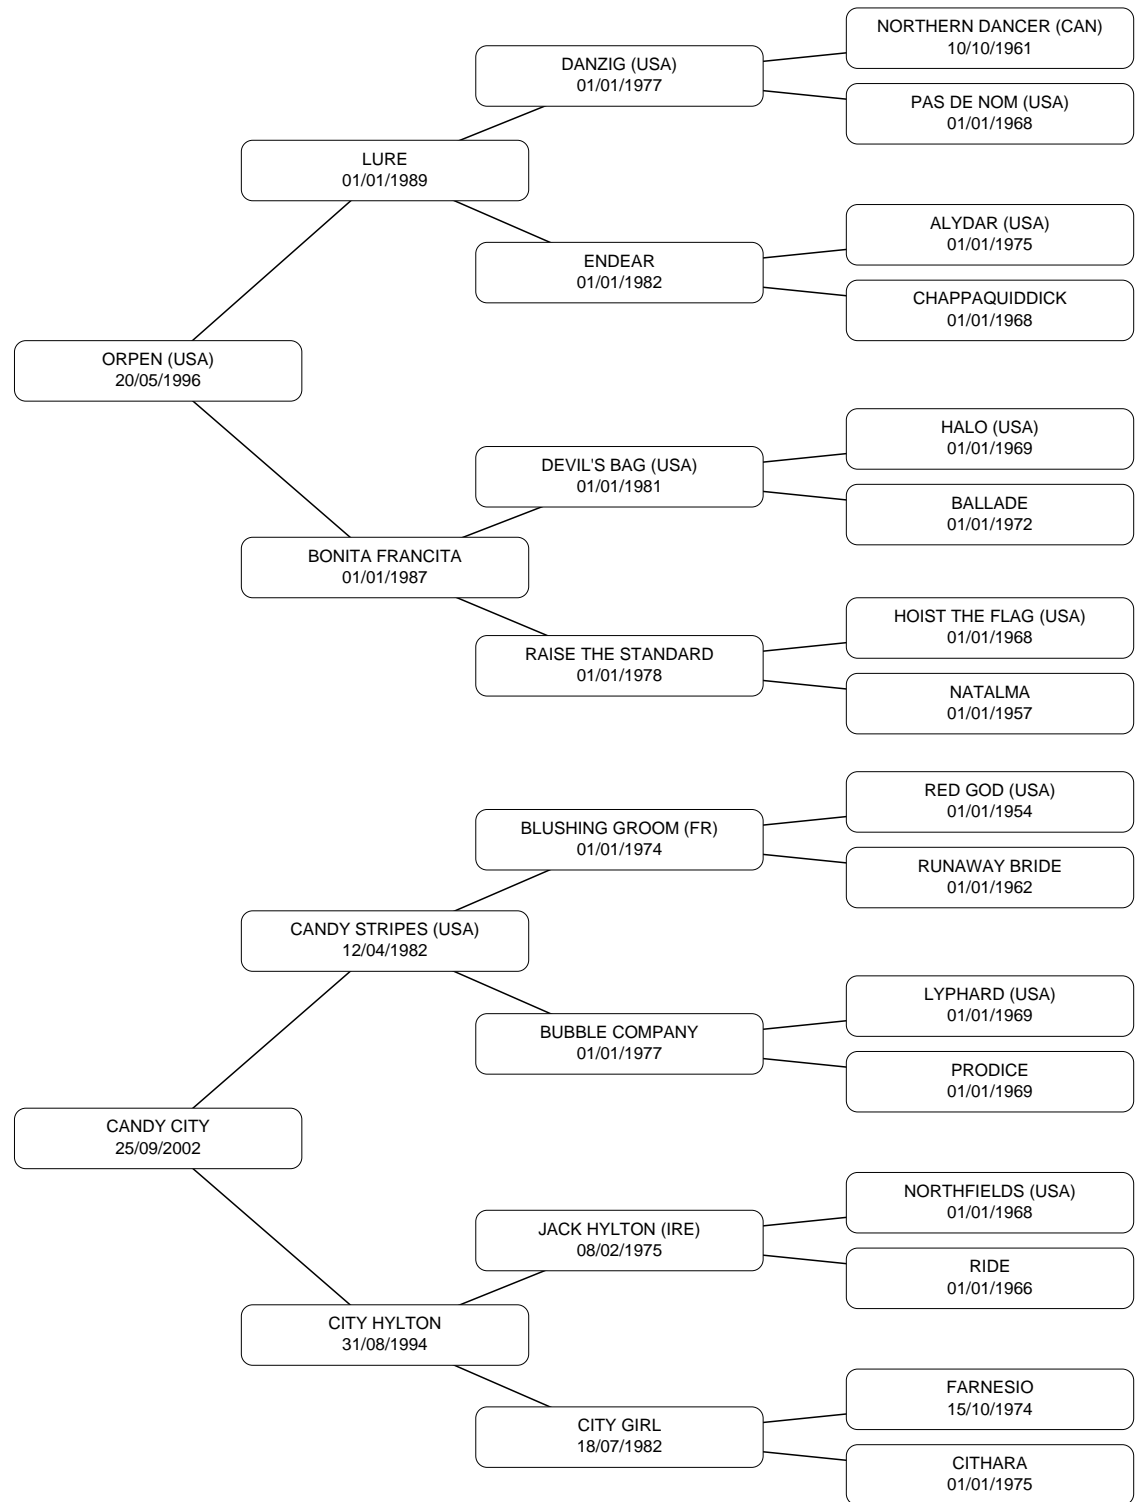 NORTHERN DANCER (CAN)
10/10/1961
DANZIG (USA)
01/01/1977
PAS DE NOM (USA)
01/01/1968
LURE
01/01/1989
ALYDAR (USA)
01/01/1975
ENDEAR
01/01/1982
CHAPPAQUIDDICK
01/01/1968
ORPEN (USA)
20/05/1996
HALO (USA)
01/01/1969
DEVIL'S BAG (USA)
01/01/1981
BALLADE
01/01/1972
BONITA FRANCITA
01/01/1987
HOIST THE FLAG (USA)
01/01/1968
RAISE THE STANDARD
01/01/1978
NATALMA
01/01/1957
RED GOD (USA)
01/01/1954
BLUSHING GROOM (FR)
01/01/1974
RUNAWAY BRIDE
01/01/1962
CANDY STRIPES (USA)
12/04/1982
LYPHARD (USA)
01/01/1969
BUBBLE COMPANY
01/01/1977
PRODICE
01/01/1969
CANDY CITY
25/09/2002
NORTHFIELDS (USA)
01/01/1968
JACK HYLTON (IRE)
08/02/1975
RIDE
01/01/1966
CITY HYLTON
31/08/1994
FARNESIO
15/10/1974
CITY GIRL
18/07/1982
CITHARA
01/01/1975